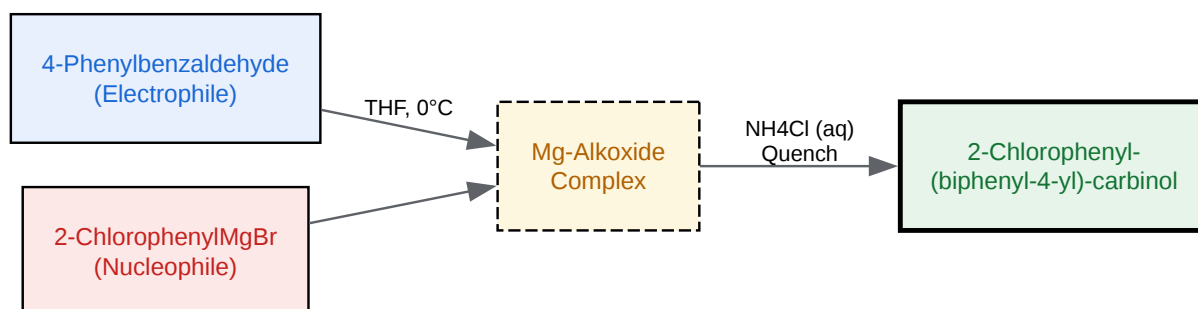 4-Phenylbenzaldehyde
(Electrophile)
THF, 0°C
2-ChlorophenylMgBr
(Nucleophile)
Mg-Alkoxide
Complex
NH4Cl (aq)
Quench
2-Chlorophenyl-
(biphenyl-4-yl)-carbinol